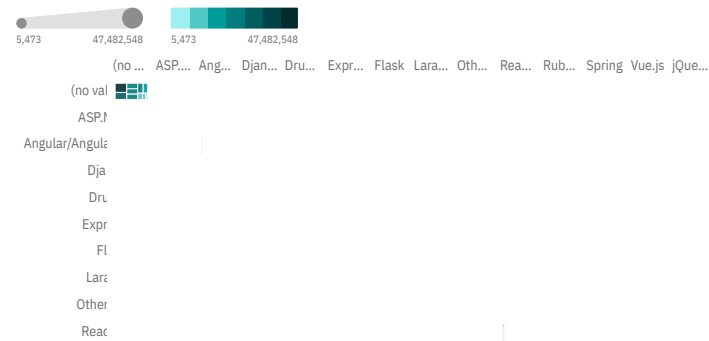 5,473 47,482,548 5,473 47,482,548
(no ... ASP.... Ang... Djan... Dru... Expr... Flask Lara... Oth... Rea... Rub... Spring Vue.js jQue...
(no val
ASP.N
Angular/Angula
Dja
Dru
Expr
Fl
Lara
Other
Reac